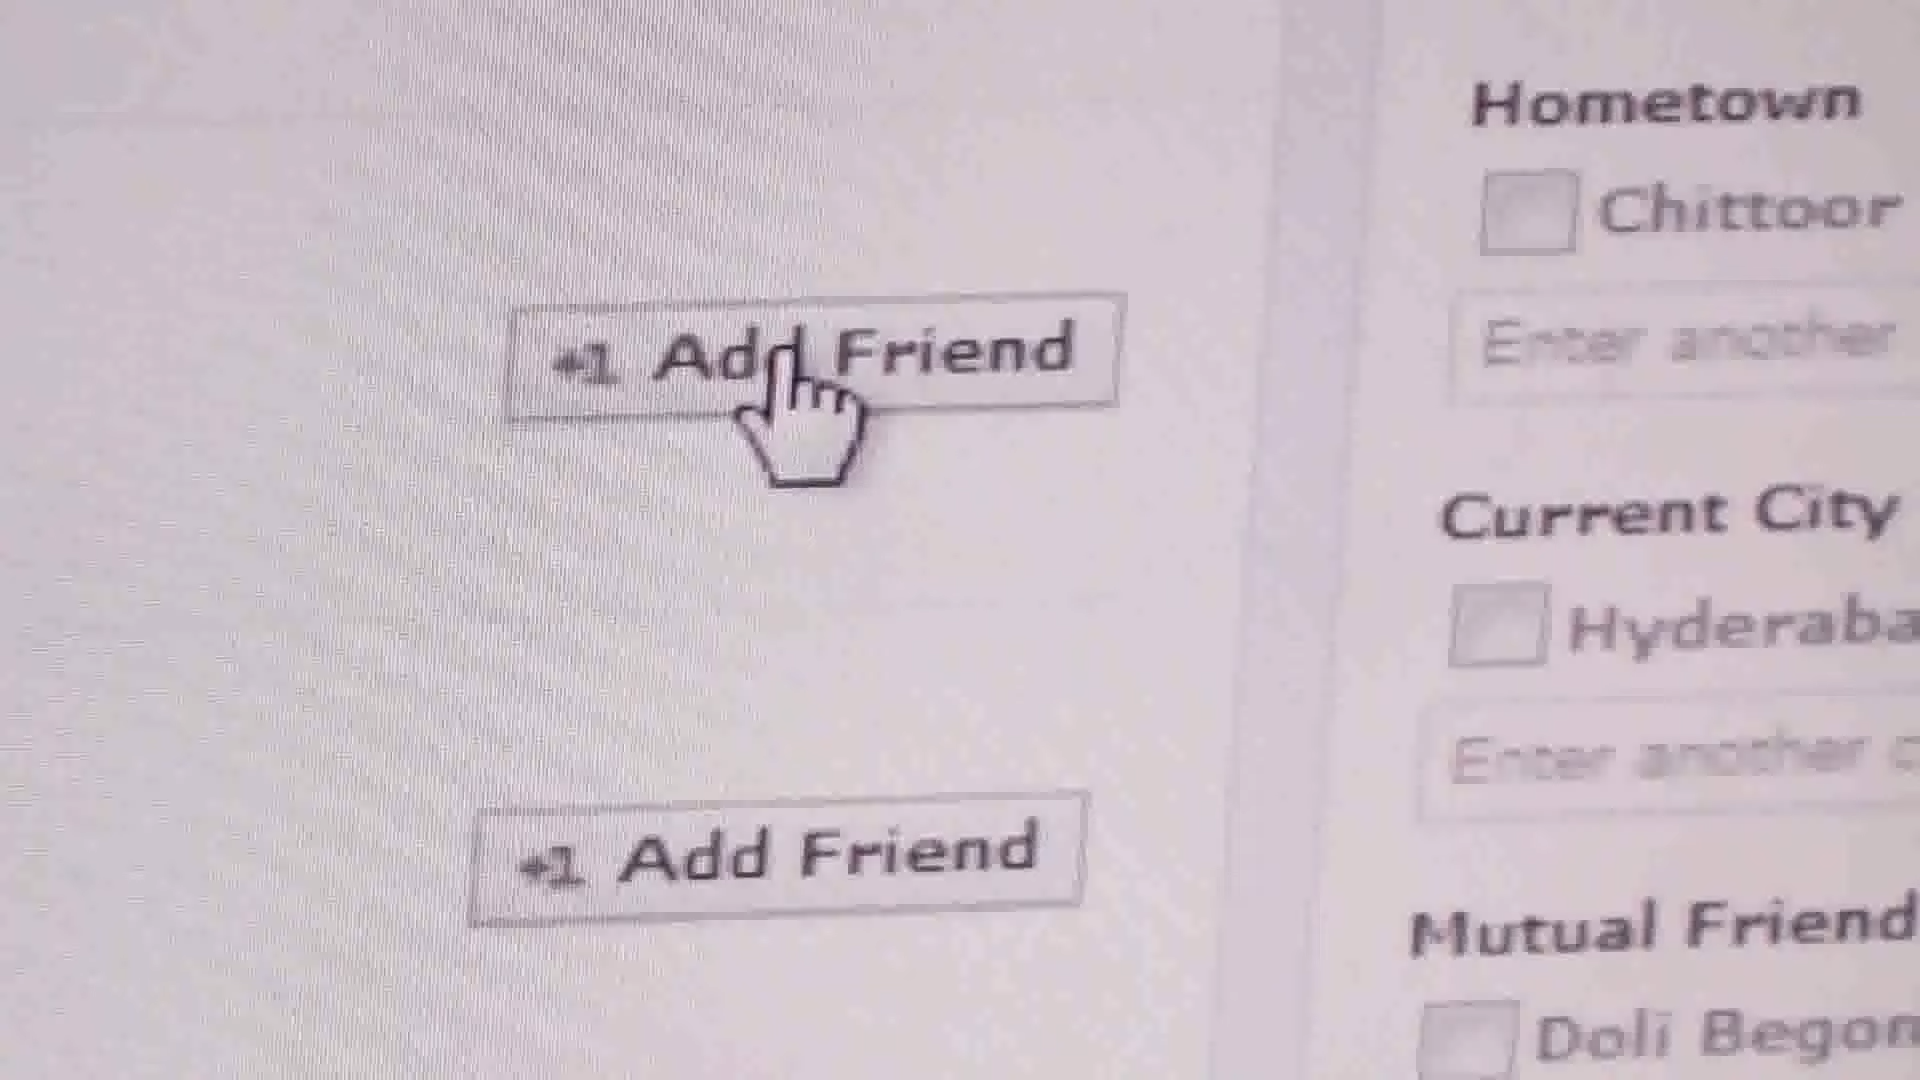 +1 Add Friend
+1 Add Friend
Hometown
Chittoor
Enter another
Current City
Hyderaba
Enter another c
Mutual Friend
Doli Begon